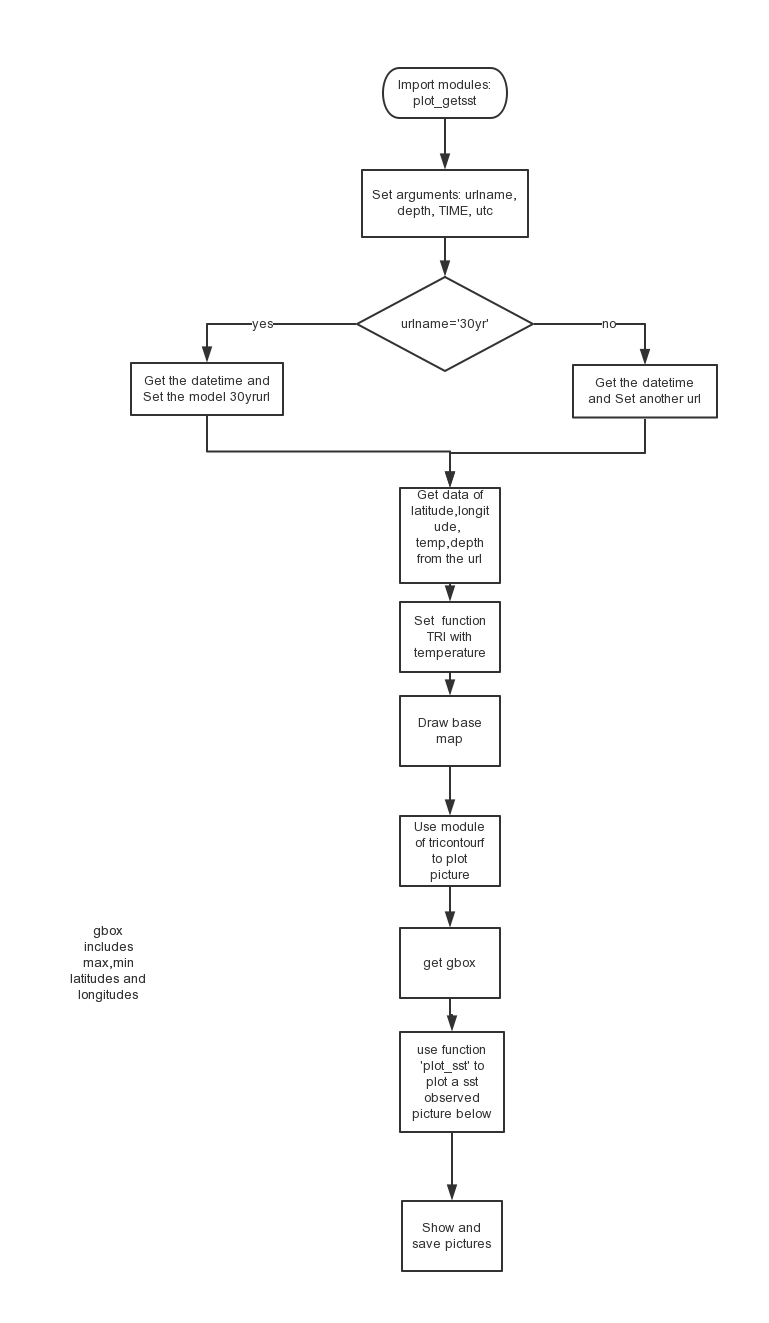 Import modules:
plot_getsst
Set arguments: urlname,
depth, TIME, utc
urlname='30yr'
yes
no
Get the datetime and
Set the model 30yrurl
Get the datetime
and Set another url
Get data of
latitude,longit
ude,
temp,depth
from the url
Set function
TRI with
temperature
Draw base
map
Use module
of tricontourf
to plot
picture
gbox
includes
max,min
latitudes and
longitudes
get gbox
use function
'plot_sst' to
plot a sst
observed
picture below
Show and
save pictures